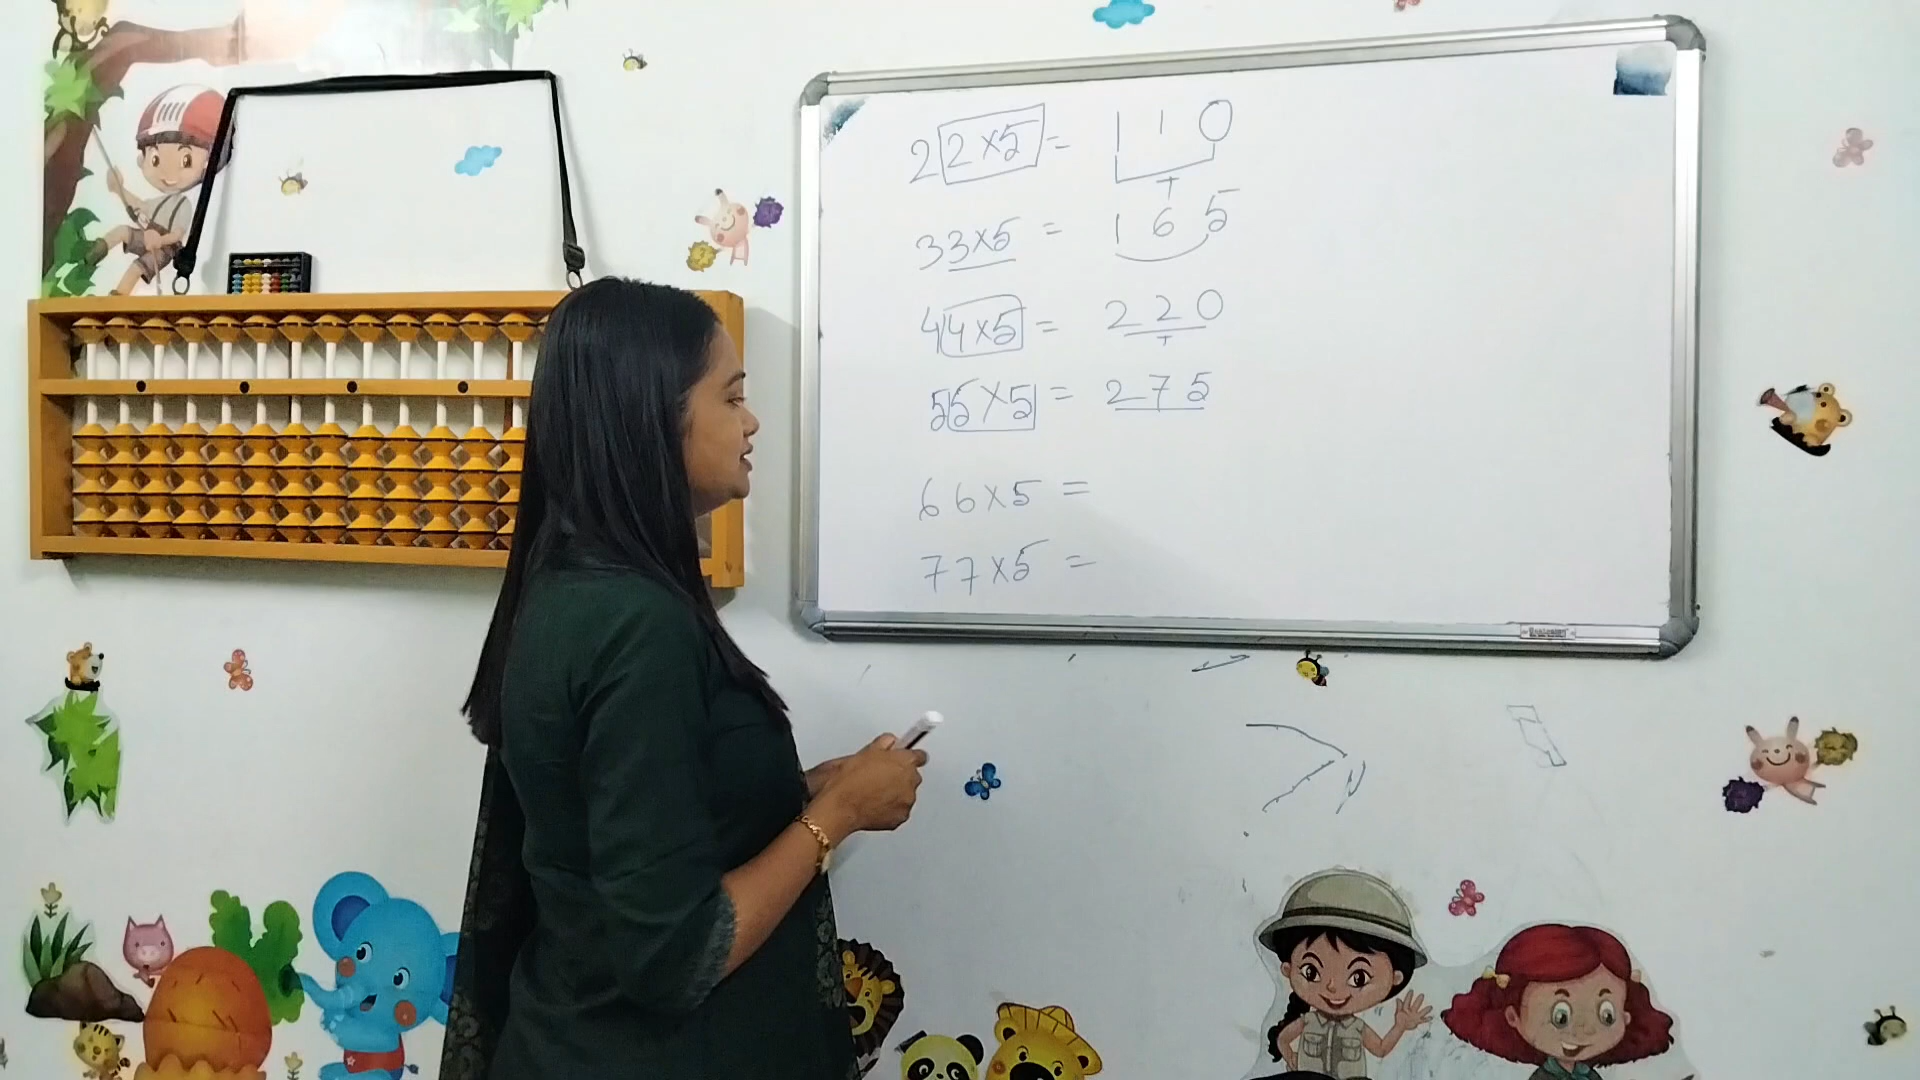 22×5= 110
+
33×5 = 165
44×5 = 220
+
55×5 = 275
66×5 =
77×5 =